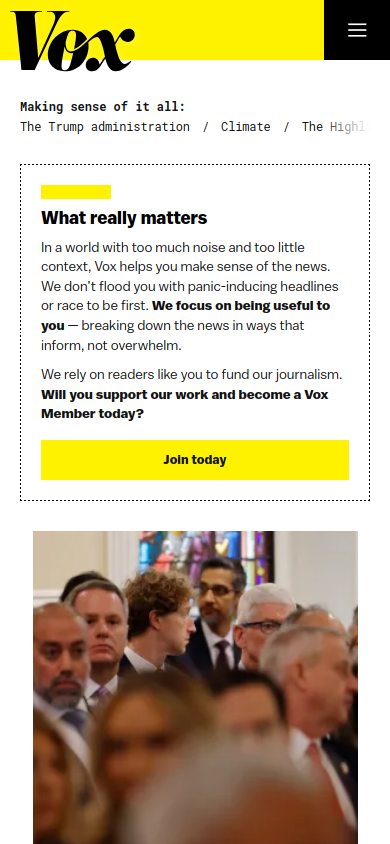 Vox
Making sense of it all:
The Trump administration / Climate / The Highl
What really matters
In a world with too much noise and too little
context, Vox helps you make sense of the news.
We don't flood you with panic-inducing headlines
or race to be first. We focus on being useful to
you — breaking down the news in ways that
inform, not overwhelm.
We rely on readers like you to fund our journalism.
Will you support our work and become a Vox
Member today?
Join today